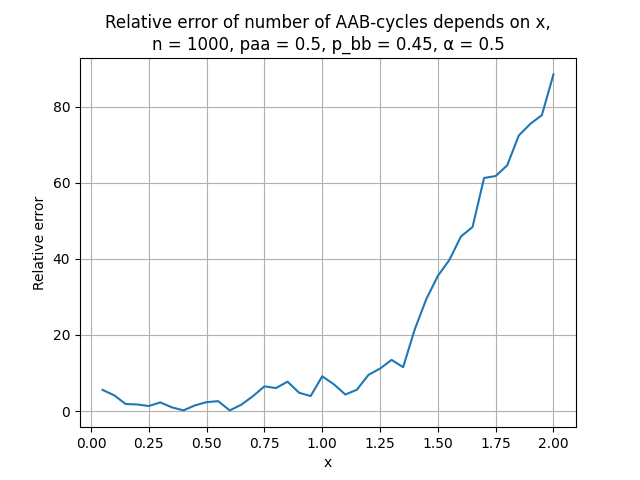 Relative error of number of AAB-cycles depends on x,
n = 1000, paa = 0.5, p_bb = 0.45, α = 0.5
Relative error
80
60
40
20
0
0.00 0.25 0.50 0.75 1.00 1.25 1.50 1.75 2.00
x